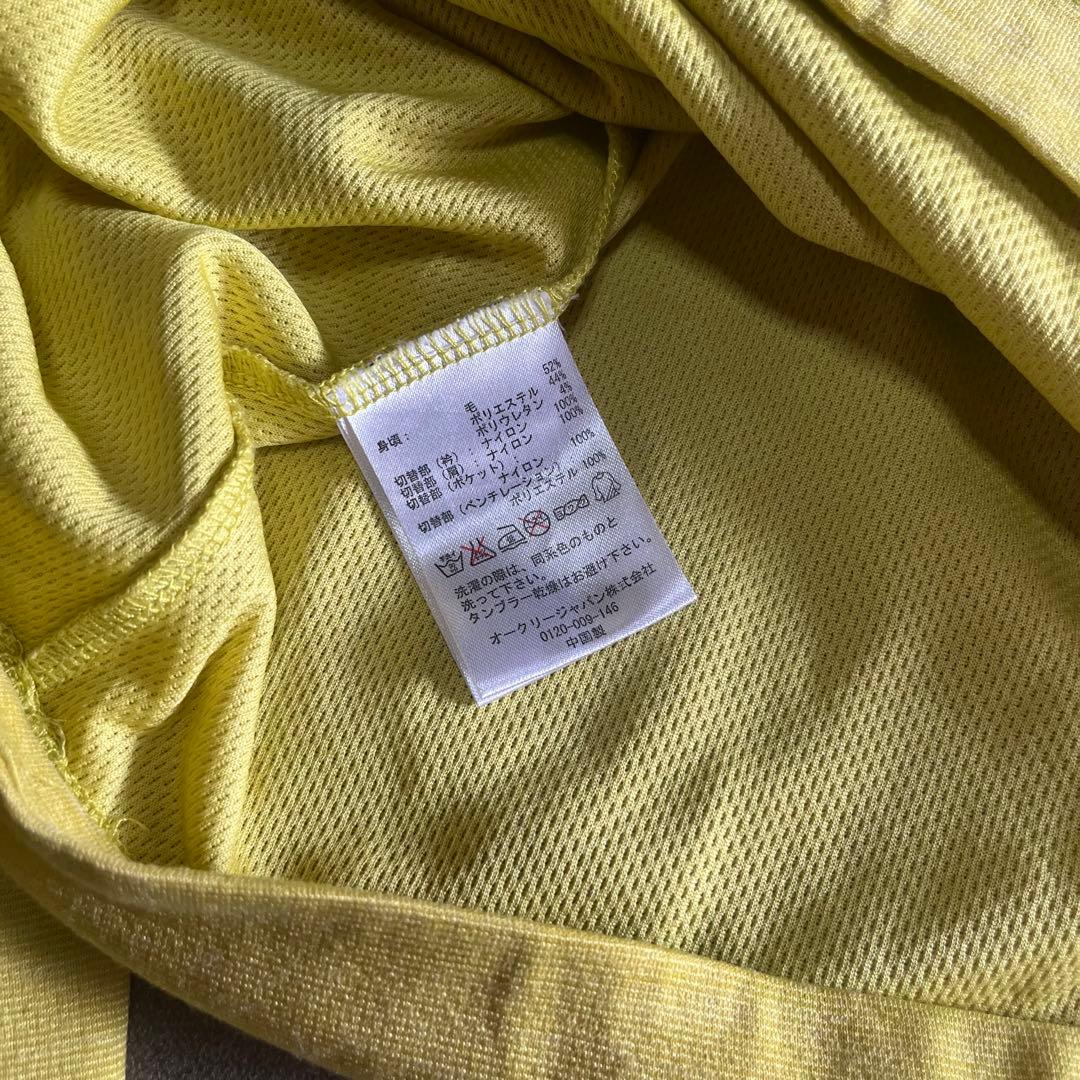 身頃： 毛 52%
ポリエステル 44%
ポリウレタン 4%
切替部（衿）： ナイロン 100%
切替部（肩）： ナイロン 100%
切替部（ポケット）：
ナイロン 100%
切替部（ベンチレーション）
ポリエステル 100%
洗濯の際は、同系色のものと
洗って下さい。
タンブラー乾燥はお避け下さい。
オークリージャパン株式会社
0120-009-146
中国製